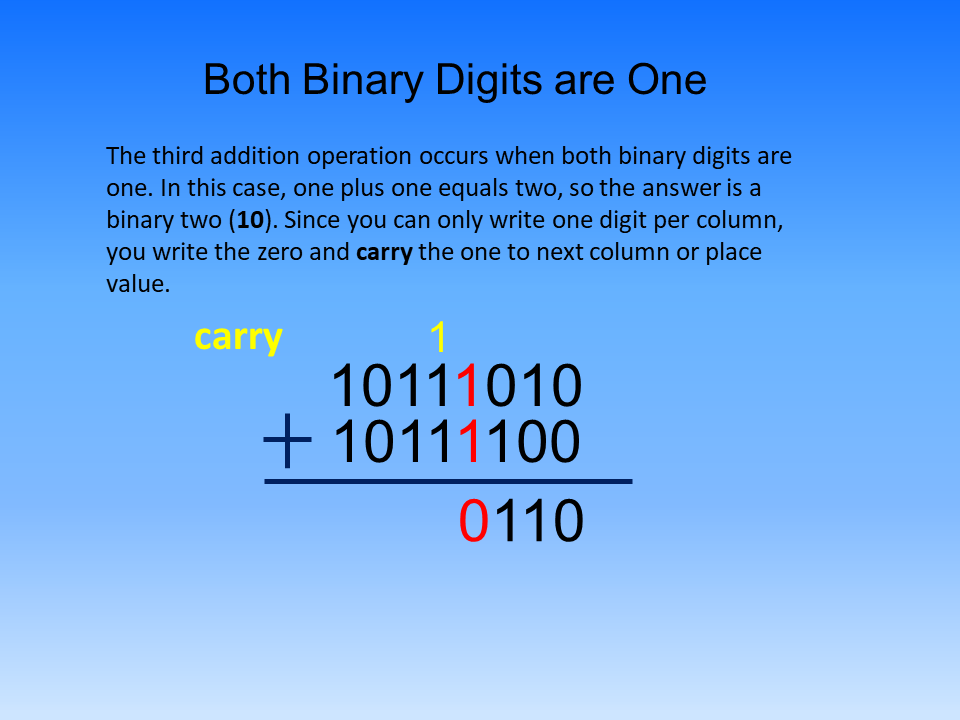 Both Binary Digits are One
The third addition operation occurs when both binary digits are
one. In this case, one plus one equals two, so the answer is a
binary two (10). Since you can only write one digit per column,
you write the zero and carry the one to next column or place
value.
carry 1
10111010
+ 10111100
0110